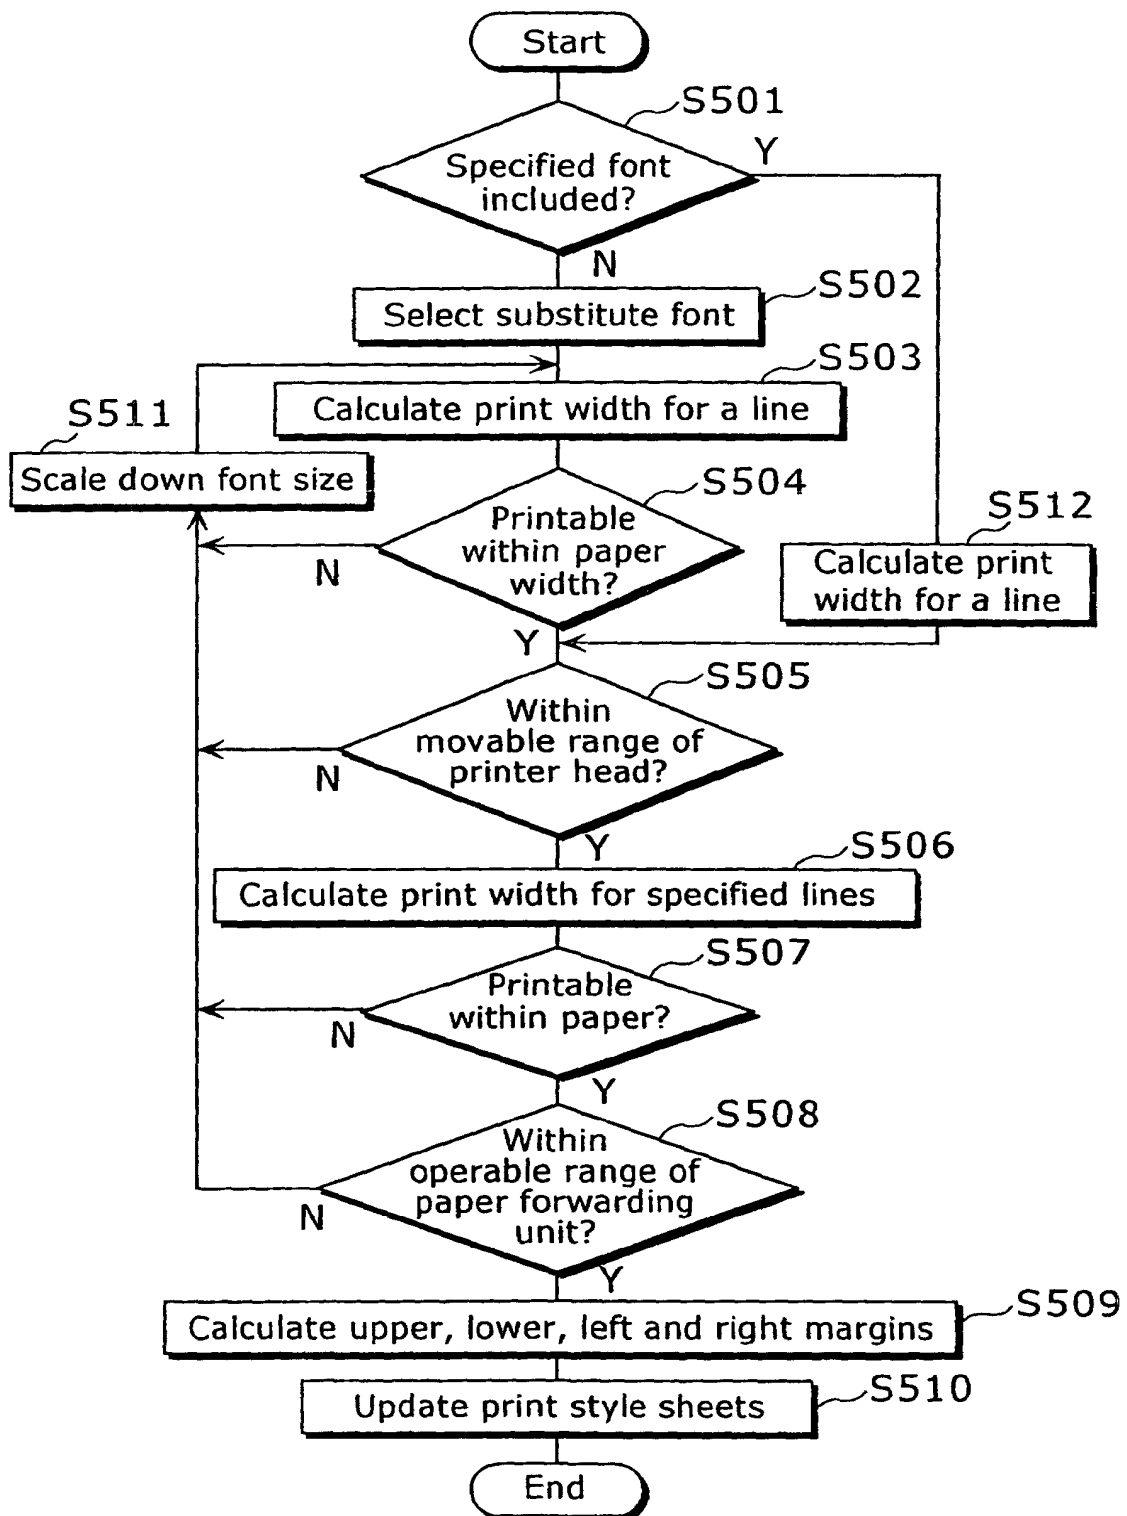 Start
S501
Specified font
included?
Y
N
S502
Select substitute font
S503
Calculate print width for a line
S511
Scale down font size
S504
Printable
within paper
width?
N
Y
S512
Calculate print
width for a line
S505
Within
movable range of
printer head?
N
Y
S506
Calculate print width for specified lines
S507
Printable
within paper?
N
Y
S508
Within
operable range of
paper forwarding
unit?
N
Y
S509
Calculate upper, lower, left and right margins
S510
Update print style sheets
End